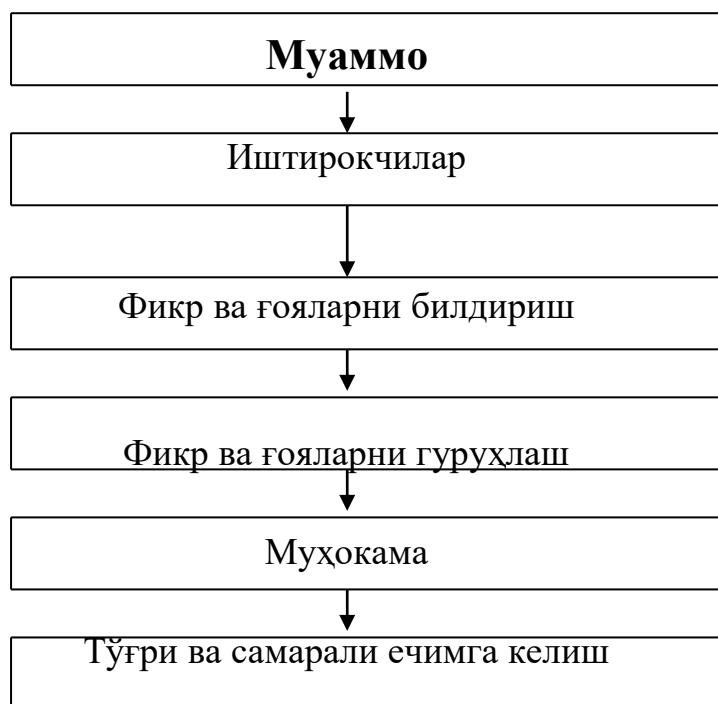 Муаммо
Иштирокчилар
Фикр ва ғояларни билдириш
Фикр ва ғояларни гуруҳлаш
Муҳокама
Тўғри ва самарали ечимга келиш